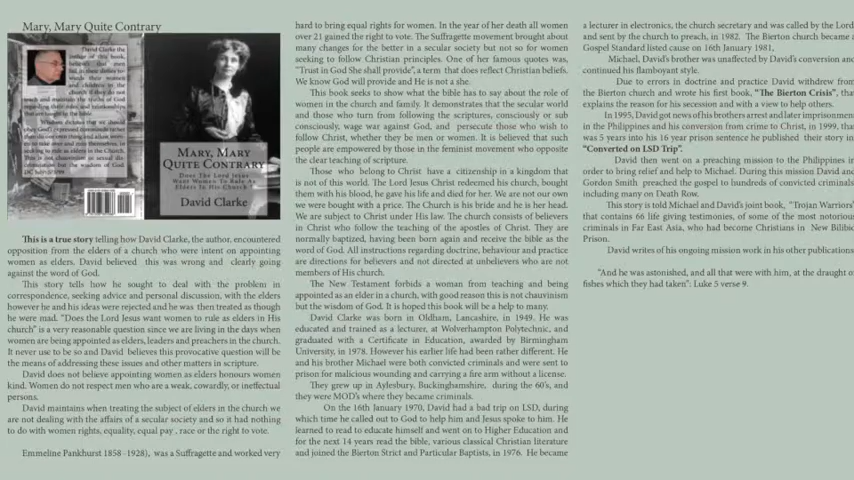 Mary, Mary Quite Contrary
David Clarke the
author of this book,
MARY, MARY
QUITE CONTRARY
Does The Lord Jesus
Want Women To Rule As
Elders In His Church
David Clarke
This is a true story telling how David Clarke, the author, encountered
opposition from the elders of a church who were intent on appointing
women as elders. David believed this was wrong and clearly going
against the word of God.
This story tells how he sought to deal with the problem in
correspondence, seeking advice and personal discussion, with the elders
however he and his ideas were rejected and he was then treated as though
he were mad. "Does the Lord Jesus want women to rule as elders in His
church" is a very reasonable question since we are living in the days when
women are being appointed as elders, leaders and preachers in the church.
It never use to be so and David believes this provocative question will be
the means of addressing these issues and other matters in scripture.
David does not believe appointing women as elders honours women
kind. Women do not respect men who are a weak, cowardly, or ineffectual
persons.
David maintains when treating the subject of elders in the church we
are not dealing with the affairs of a secular society and so it had nothing
to do with women rights, equality, equal pay , race or the right to vote.
Emmeline Pankhurst 1858 –1928), was a Suffragette and worked very
hard to bring equal rights for women. In the year of her death all women
over 21 gained the right to vote. The Suffragette movement brought about
many changes for the better in a secular society but not so for women
seeking to follow Christian principles. One of her famous quotes was,
"Trust in God She shall provide", a term that does reflect Christian beliefs.
We know God will provide and He is not a she.
This book seeks to show what the bible has to say about the role of
women in the church and family. It demonstrates that the secular world
and those who turn from following the scriptures, consciously or sub
consciously, wage war against God, and persecute those who wish to
follow Christ, whether they be men or women. It is believed that such
people are empowered by those in the feminist movement who opposite
the clear teaching of scripture.
Those who belong to Christ have a citizenship in a kingdom that
is not of this world. The Lord Jesus Christ redeemed his church, bought
them with his blood, he gave his life and died for her. We are not our own
we were bought with a price. The Church is his bride and he is her head.
We are subject to Christ under His law. The church consists of believers
in Christ who follow the teaching of the apostles of Christ. They are
normally baptized, having been born again and receive the bible as the
word of God. All instructions regarding doctrine, behaviour and practice
are directions for believers and not directed at unbelievers who are not
members of His church.
The New Testament forbids a woman from teaching and being
appointed as an elder in a church, with good reason this is not chauvinism
but the wisdom of God. It is hoped this book will be a help to many.
David Clarke was born in Oldham, Lancashire, in 1949. He was
educated and trained as a lecturer, at Wolverhampton Polytechnic, and
graduated with a Certificate in Education, awarded by Birmingham
University, in 1978. However his earlier life had been rather different. He
and his brother Michael were both convicted criminals and were sent to
prison for malicious wounding and carrying a fire arm without a license.
They grew up in Aylesbury, Buckinghamshire, during the 60's, and
they were MOD's where they became criminals.
On the 16th January 1970, David had a bad trip on LSD, during
which time he called out to God to help him and Jesus spoke to him. He
learned to read to educate himself and went on to Higher Education and
for the next 14 years read the bible, various classical Christian literature
and joined the Bierton Strict and Particular Baptists, in 1976. He became
a lecturer in electronics, the church secretary and was called by the Lord
and sent by the church to preach, in 1982. The Bierton church became a
Gospel Standard listed cause on 16th January 1981,
Michael, David's brother was unaffected by David's conversion and
continued his flamboyant style.
Due to errors in doctrine and practice David withdrew from
the Bierton church and wrote his first book, "The Bierton Crisis", that
explains the reason for his secession and with a view to help others.
In 1995, David got news of his brothers arrest and later imprisonment
in the Philippines and his conversion from crime to Christ, in 1999, that
was 5 years into his 16 year prison sentence he published their story in
"Converted on LSD Trip".
David then went on a preaching mission to the Philippines in
order to bring relief and help to Michael. During this mission David and
Gordon Smith preached the gospel to hundreds of convicted criminals
including many on Death Row.
This story is told Michael and David's joint book, "Trojan Warriors"
that contains 66 life giving testimonies, of some of the most notorious
criminals in Far East Asia, who had become Christians in New Bilibid
Prison.
David writes of his ongoing mission work in his other publications.
"And he was astonished, and all that were with him, at the draught of
fishes which they had taken": Luke 5 verse 9.